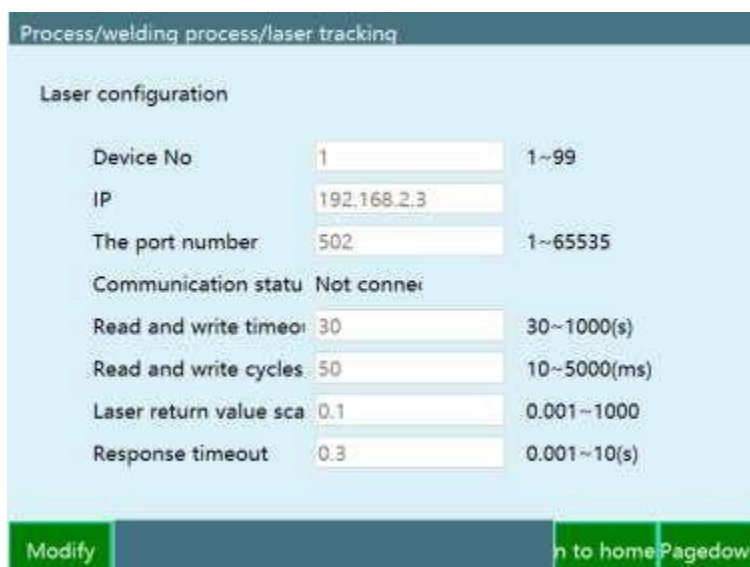 Process/welding process/laser tracking
Laser configuration
Device No 1 1~99
IP 192.168.2.3
The port number 502 1~65535
Communication statu Not connec
Read and write timeou 30 30~1000(s)
Read and write cycles 50 10~5000(ms)
Laser return value sca 0.1 0.001~1000
Response timeout 0.3 0.001~10(s)
Modify n to home Pagedow